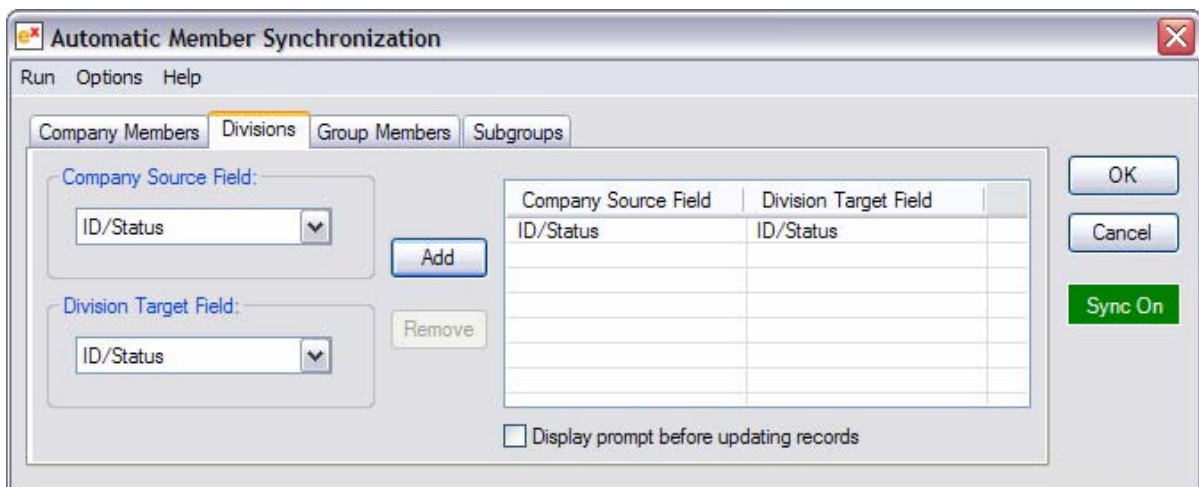 ex Automatic Member Synchronization
Run Options Help
Company Members Divisions Group Members Subgroups
Company Source Field:
ID/Status
Division Target Field:
ID/Status
Add
Remove
Company Source Field Division Target Field
ID/Status ID/Status
Display prompt before updating records
OK
Cancel
Sync On